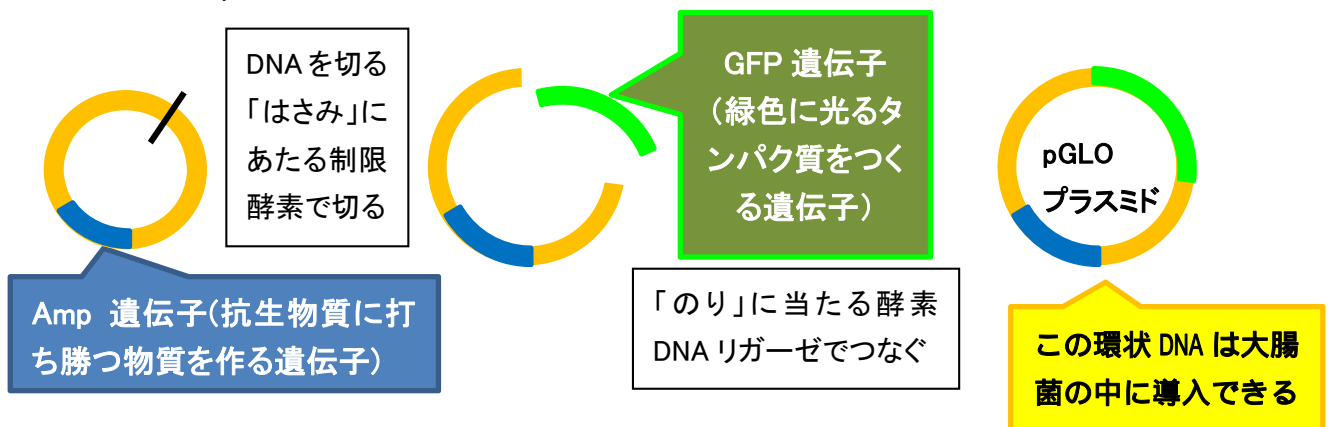 DNAを切る
「はさみ」に
あたる制限
酵素で切る
Amp 遺伝子(抗生物質に打
ち勝つ物質を作る遺伝子)
GFP 遺伝子
(緑色に光るタ
ンパク質をつく
る遺伝子)
「のり」に当たる酵素
DNA リガーゼでつなぐ
pGLO
プラスミド
この環状 DNA は大腸
菌の中に導入できる